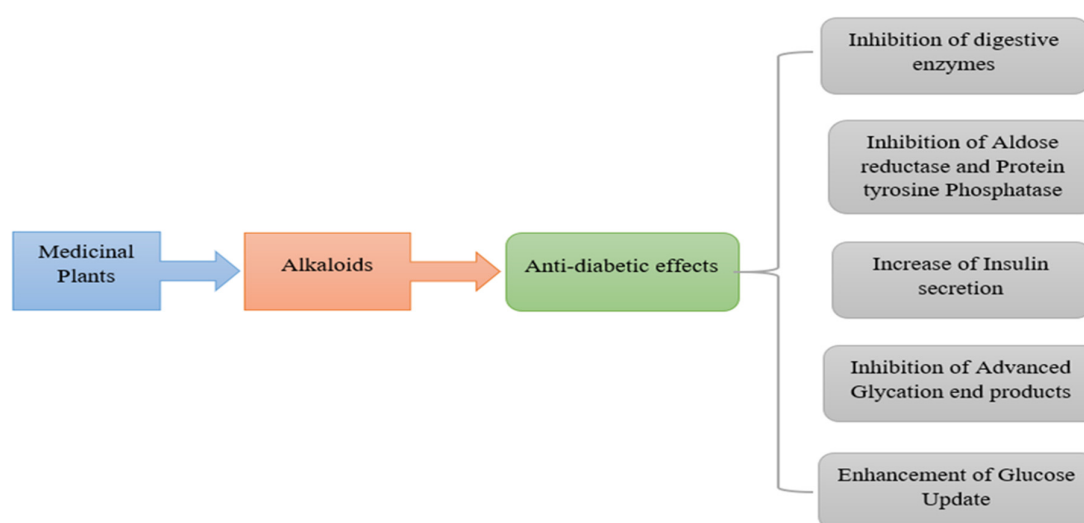 Medicinal
Plants
Alkaloids
Anti-diabetic effects
Inhibition of digestive
enzymes
Inhibition of Aldose
reductase and Protein
tyrosine Phosphatase
Increase of Insulin
secretion
Inhibition of Advanced
Glycation end products
Enhancement of Glucose
Update